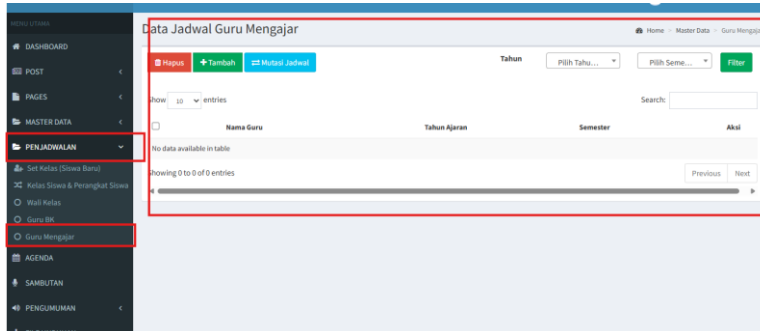 MENU UTAMA
DASHBOARD
POST
PAGES
MASTER DATA
PENJADWALAN
Set Kelas (Siswa Baru)
Kelas Siswa & Perangkat Siswa
Wali Kelas
Guru BK
Guru Mengajar
AGENDA
SAMBUTAN
PENGUMUMAN
Data Jadwal Guru Mengajar
Home > Master Data > Guru Mengaja
Hapus Tambah Mutasi Jadwal Tahun Pilih Tahu... Pilih Seme... Filter
Show 10 entries Search:
Nama Guru Tahun Ajaran Semester Aksi
No data available in table
Showing 0 to 0 of 0 entries Previous Next